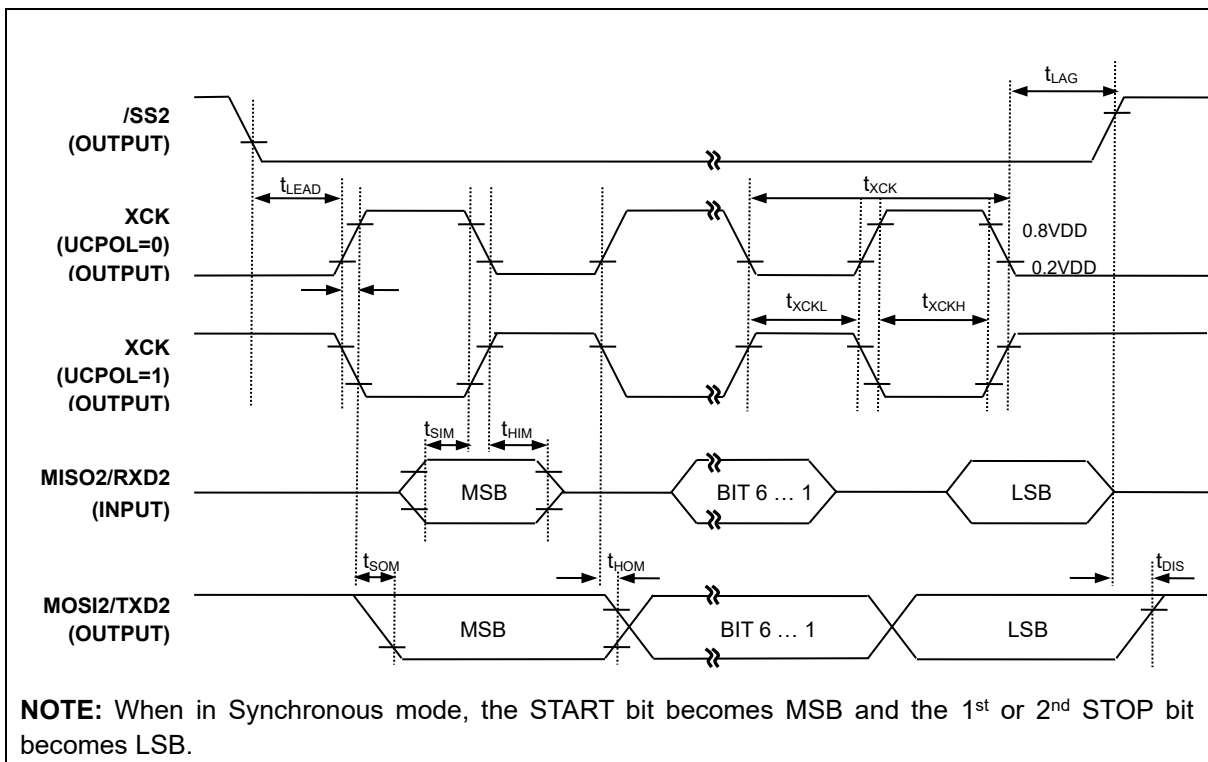 tLAG
/SS2
(OUTPUT)
tLEAD
tXCK
XCK
(UCPOL=0)
(OUTPUT)
0.8VDD
0.2VDD
tXCKL
tXCKH
XCK
(UCPOL=1)
(OUTPUT)
tSIM
tHIM
MISO2/RXD2
(INPUT)
MSB
BIT 6 … 1
LSB
tSOM
tHOM
tDIS
MOSI2/TXD2
(OUTPUT)
MSB
BIT 6 … 1
LSB
NOTE: When in Synchronous mode, the START bit becomes MSB and the 1st or 2nd STOP bit
becomes LSB.